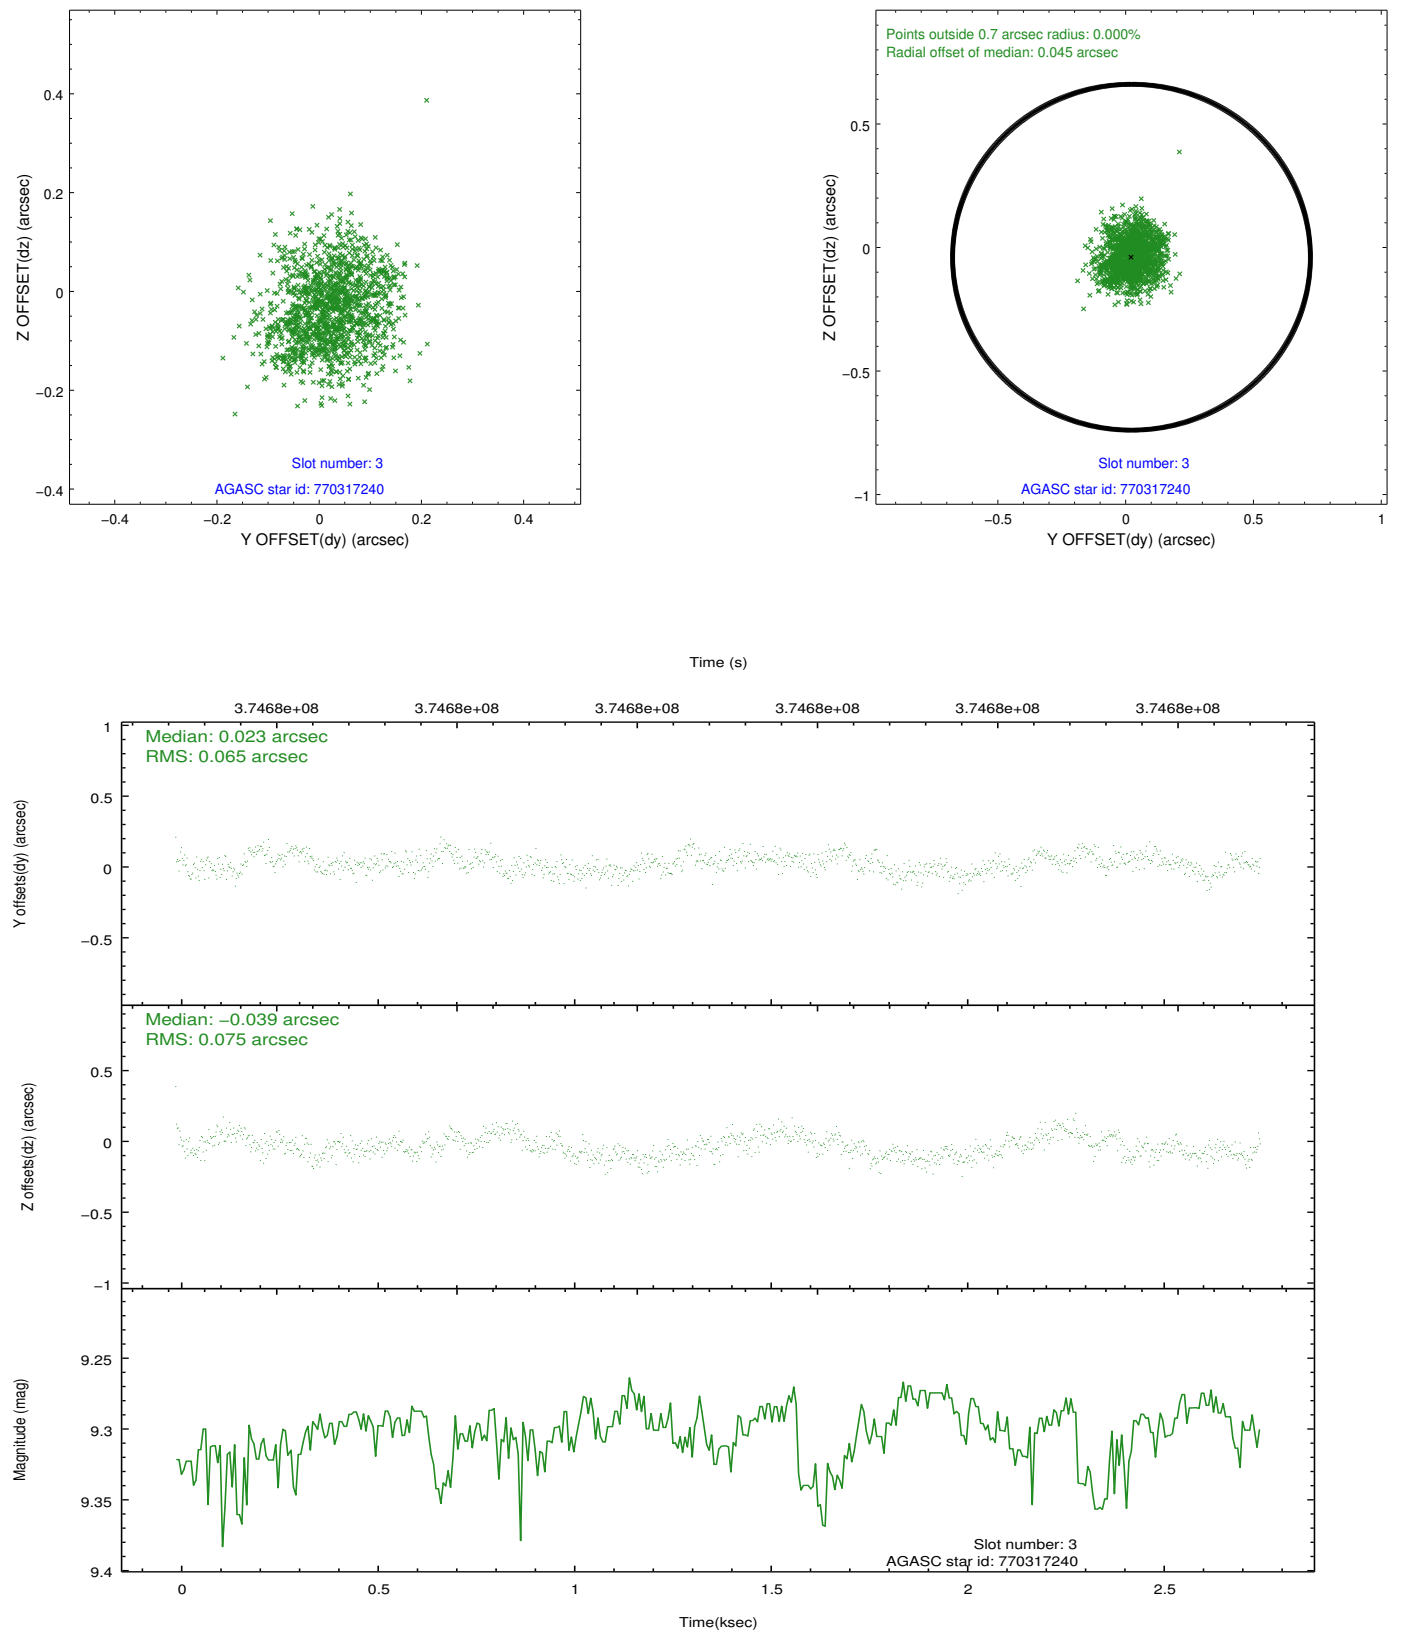 0.4
0.2
0
−0.2
−0.4
Z OFFSET(dz) (arcsec)
Slot number: 3
AGASC star id: 770317240
−0.4 −0.2 0 0.2 0.4
Y OFFSET(dy) (arcsec)
Points outside 0.7 arcsec radius: 0.000%
Radial offset of median: 0.045 arcsec
0.5
0
−0.5
−1
Z OFFSET(dz) (arcsec)
Slot number: 3
AGASC star id: 770317240
−0.5 0 0.5 1
Y OFFSET(dy) (arcsec)
Time (s)
3.7468e+08 3.7468e+08 3.7468e+08 3.7468e+08 3.7468e+08 3.7468e+08
Median: 0.023 arcsec
RMS: 0.065 arcsec
1
0.5
0
−0.5
Y offsets(dy) (arcsec)
Median: −0.039 arcsec
RMS: 0.075 arcsec
0.5
0
−0.5
−1
Z offsets(dz) (arcsec)
9.25
9.3
9.35
9.4
Magnitude (mag)
Slot number: 3
AGASC star id: 770317240
0 0.5 1 1.5 2 2.5
Time(ksec)